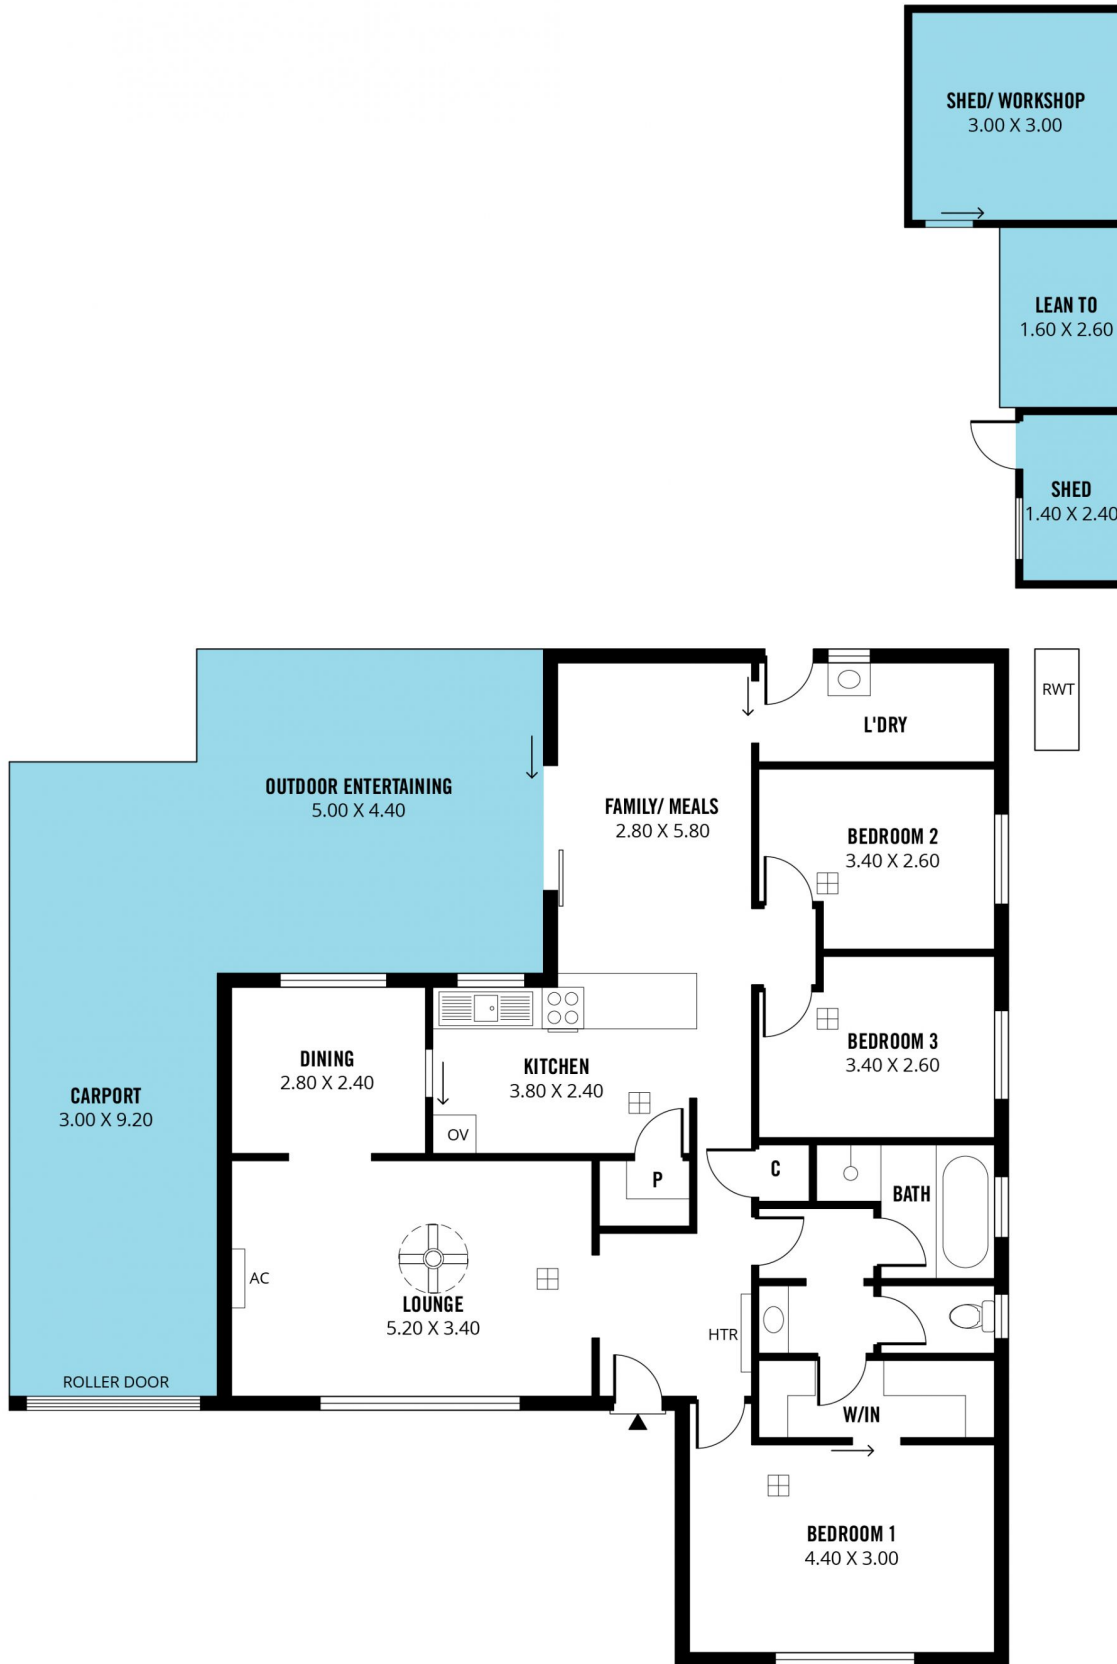 SHED/ WORKSHOP
3.00 X 3.00
LEAN TO
1.60 X 2.60
SHED
1.40 X 2.40
RWT
L'DRY
OUTDOOR ENTERTAINING
5.00 X 4.40
FAMILY/ MEALS
2.80 X 5.80
BEDROOM 2
3.40 X 2.60
BEDROOM 3
3.40 X 2.60
DINING
2.80 X 2.40
KITCHEN
3.80 X 2.40
CARPORT
3.00 X 9.20
OV
P
C
BATH
AC
LOUNGE
5.20 X 3.40
HTR
ROLLER DOOR
W/IN
BEDROOM 1
4.40 X 3.00